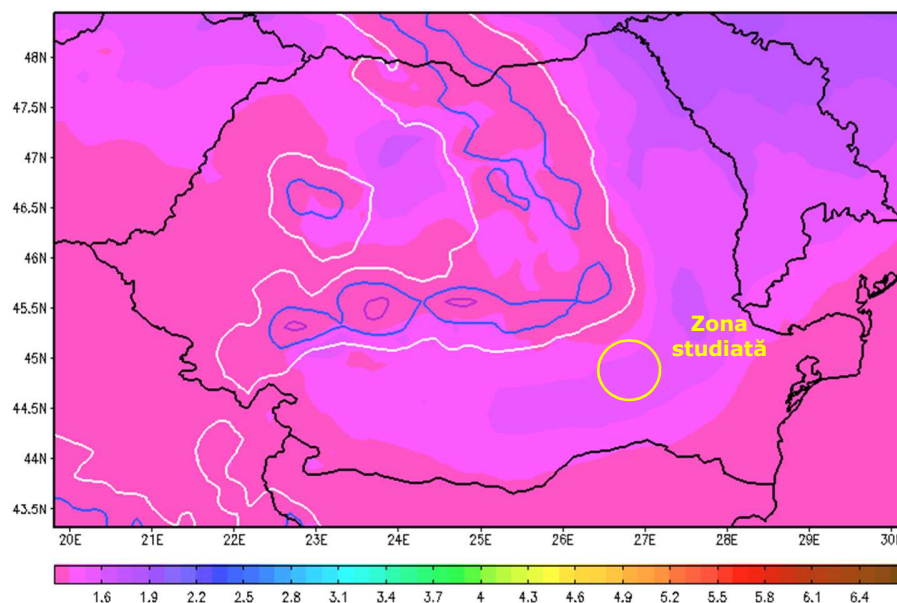 48N
47.5N
47N
46.5N
46N
45.5N
45N
44.5N
44N
43.5N
Zona
studiată
20E 21E 22E 23E 24E 25E 26E 27E 28E 29E 30E
1.6 1.9 2.2 2.5 2.8 3.1 3.4 3.7 4 4.3 4.6 4.9 5.2 5.5 5.8 6.1 6.4